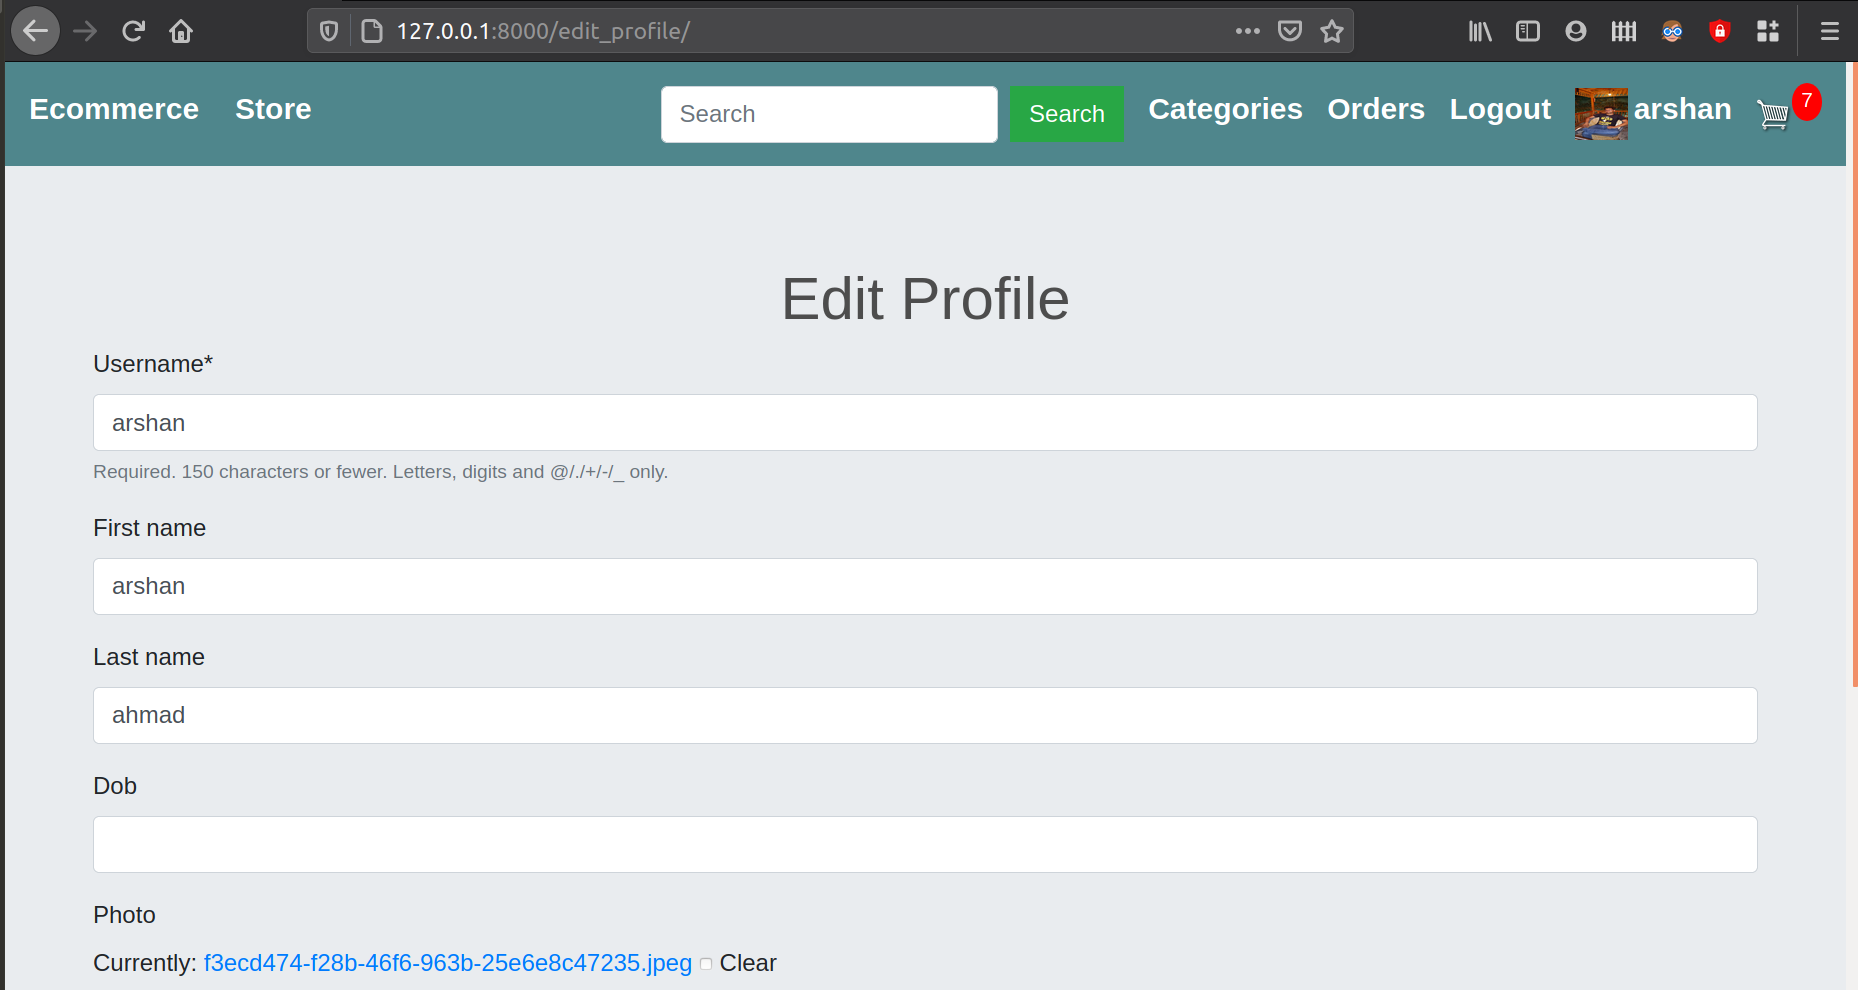 127.0.0.1:8000/edit_profile/
Ecommerce Store Search Search Categories Orders Logout arshan 7
Edit Profile
Username*
arshan
Required. 150 characters or fewer. Letters, digits and @/./+/-/_ only.
First name
arshan
Last name
ahmad
Dob
Photo
Currently: f3ecd474-f28b-46f6-963b-25e6e8c47235.jpeg Clear